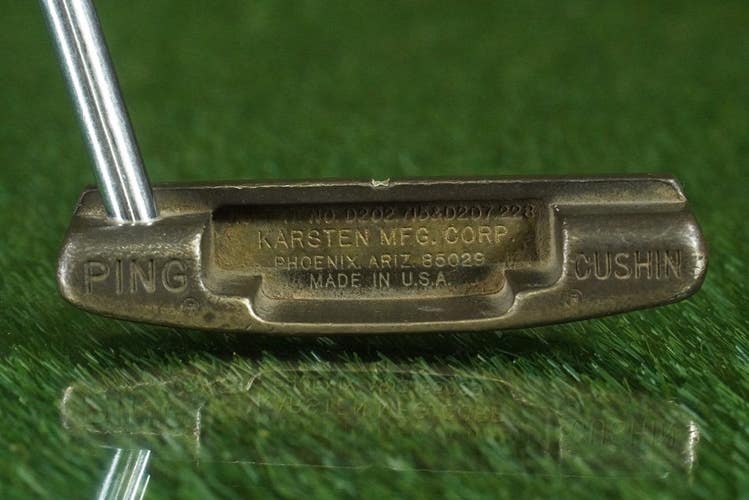 NO. D202,715&D207,228
KARSTEN MFG. CORP.
PHOENIX, ARIZ. 85029
MADE IN U.S.A.
PING
®
CUSHIN
®